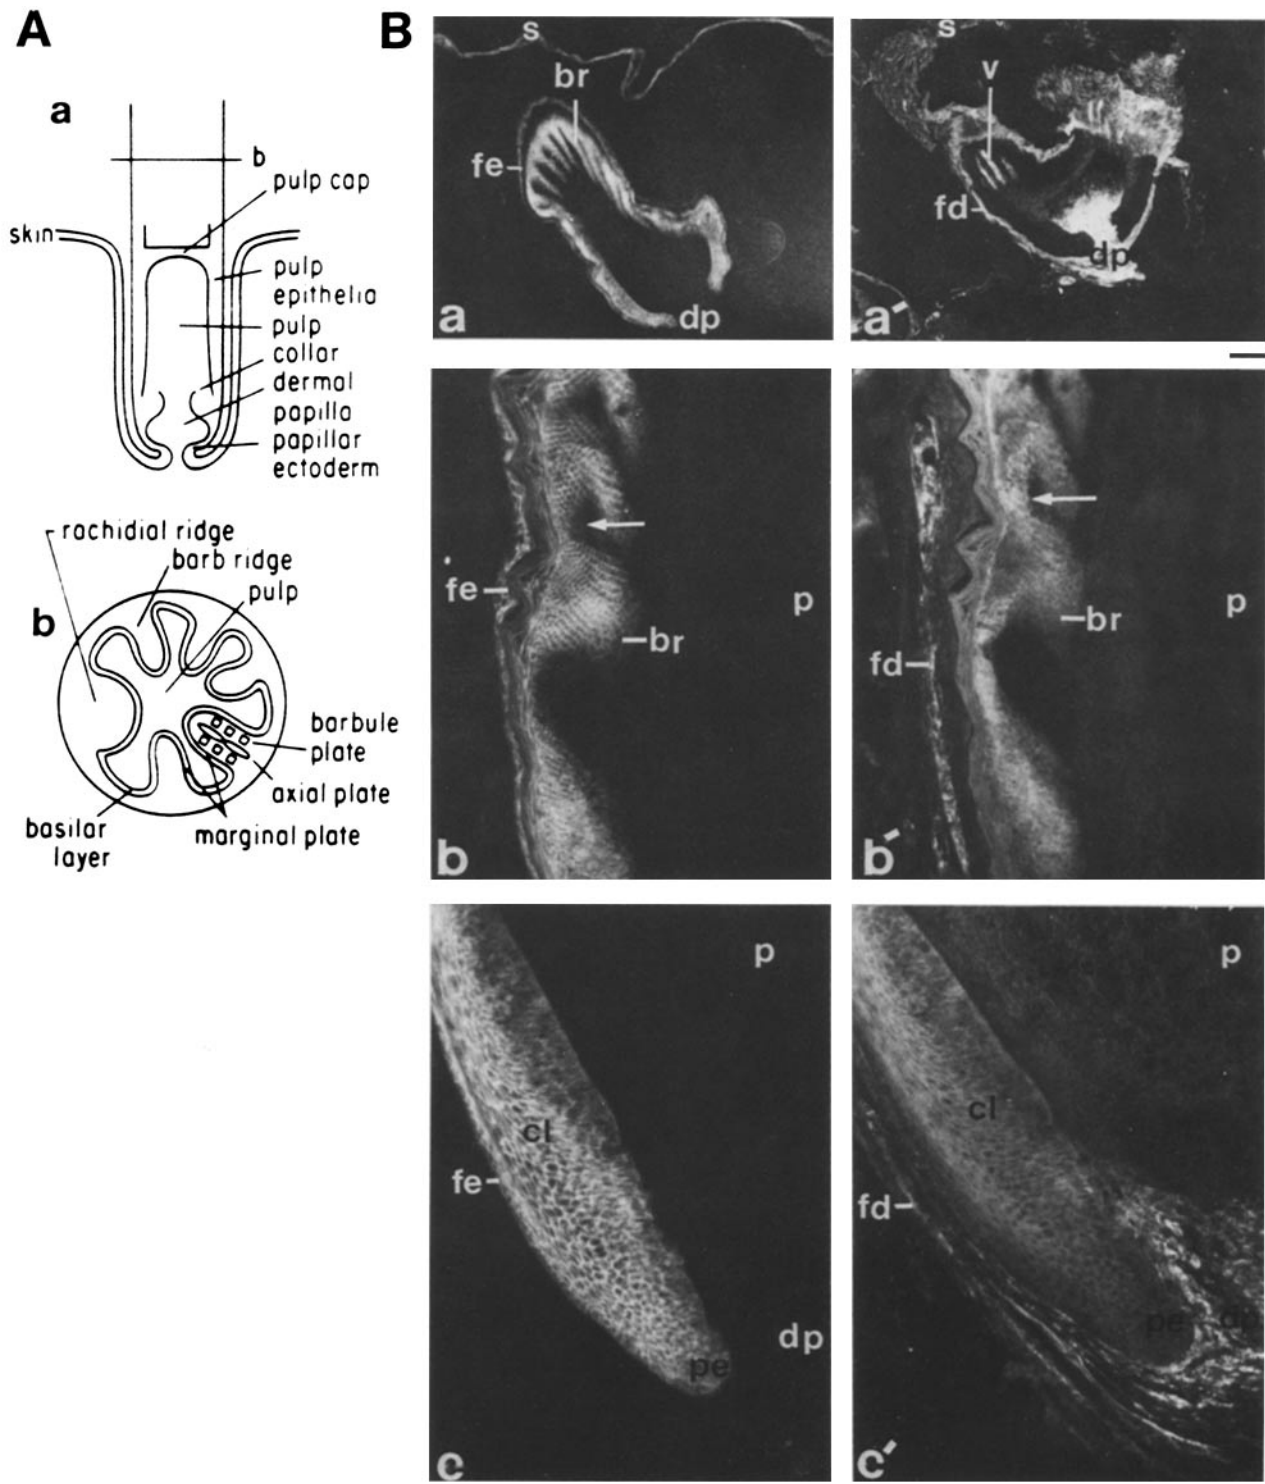 A
a
b
pulp cap
skin
pulp
epithelia
pulp
collar
dermal
papilla
papillar
ectoderm
rachidial ridge
barb ridge
pulp
b
barbule
plate
axial plate
marginal plate
basilar
layer
B
s
br
fe
dp
a
s
v
fd
dp
a'
fe
br
p
b
fd
br
p
b'
p
cl
fe
dp
pe
c
p
cl
fd
pe
dp
c'